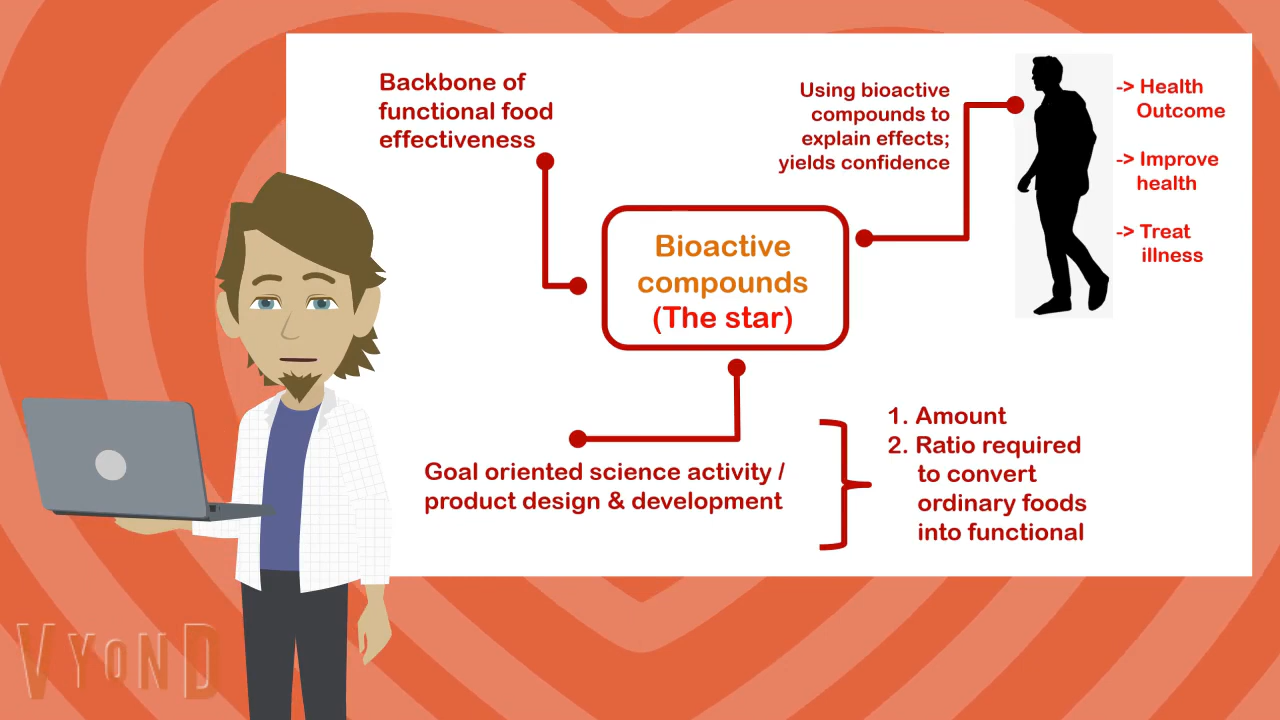 Backbone of
functional food
effectiveness
Using bioactive
compounds to
explain effects;
yields confidence
-> Health
Outcome
-> Improve
health
-> Treat
illness
Bioactive
compounds
(The star)
Goal oriented science activity /
product design & development
1. Amount
2. Ratio required
to convert
ordinary foods
into functional
VYOND